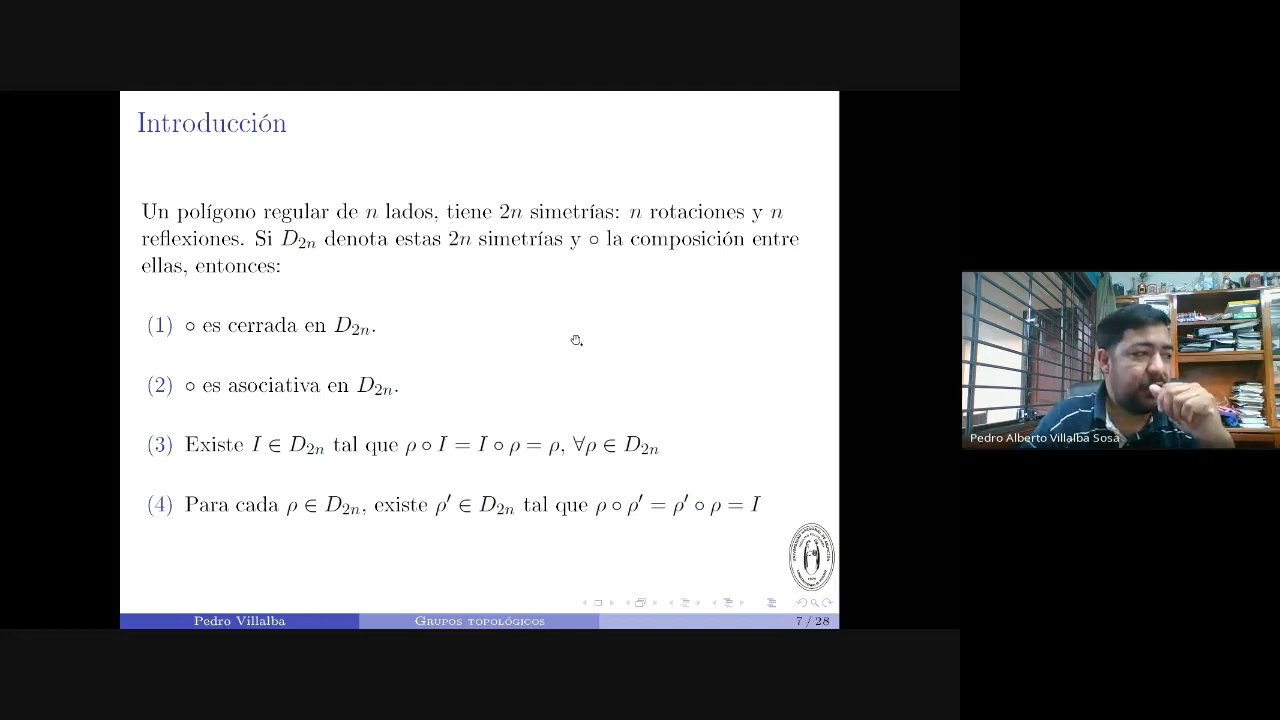 Introducción
Un polígono regular de n lados, tiene 2n simetrías: n rotaciones y n
reflexiones. Si D₂ₙ denota estas 2n simetrías y ∘ la composición entre
ellas, entonces:
(1) ∘ es cerrada en D₂ₙ.
(2) ∘ es asociativa en D₂ₙ.
(3) Existe I ∈ D₂ₙ tal que ρ ∘ I = I ∘ ρ = ρ, ∀ρ ∈ D₂ₙ
(4) Para cada ρ ∈ D₂ₙ, existe ρ′ ∈ D₂ₙ tal que ρ ∘ ρ′ = ρ′ ∘ ρ = I
Pedro Villalba
Grupos topológicos
7 / 28
Pedro Alberto Villalba Sosa